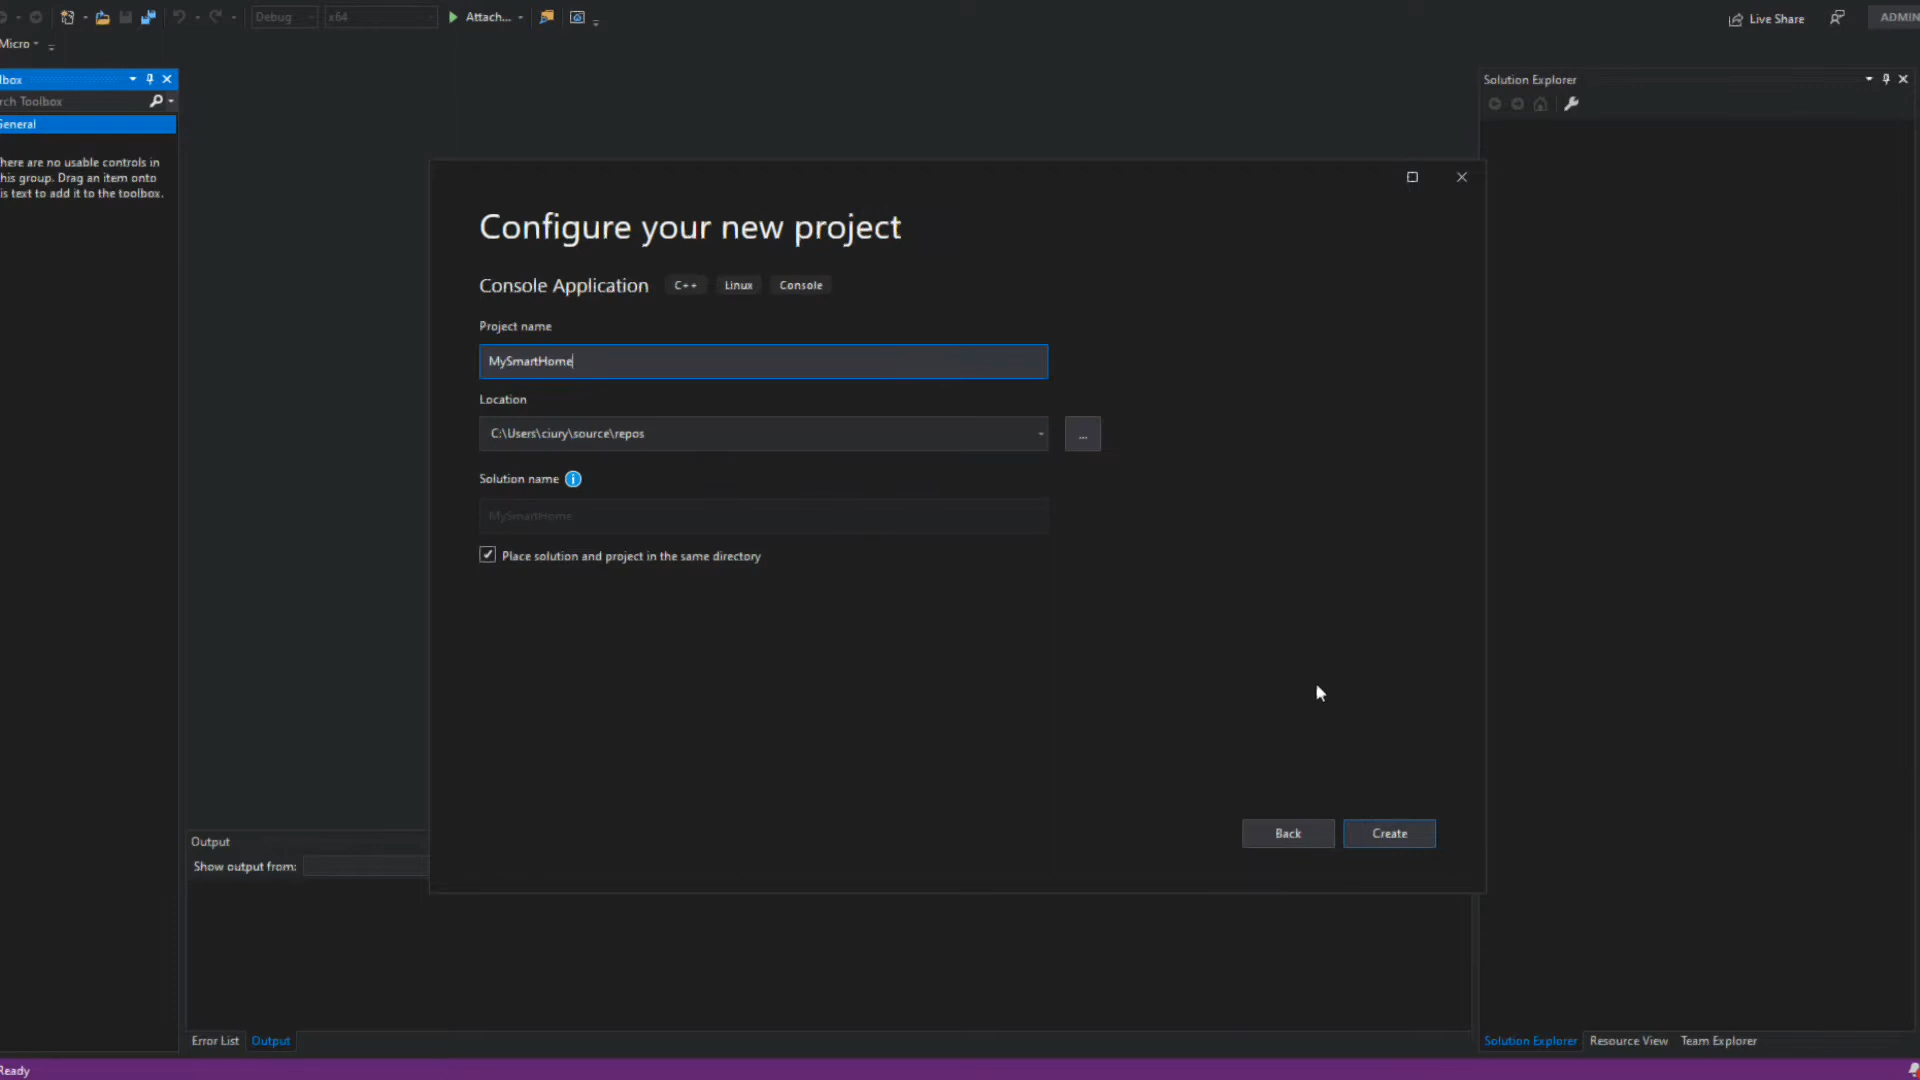 Debug
x64
Attach...
Live Share
ADMIN
Micro
lbox
rch Toolbox
General
here are no usable controls in
his group. Drag an item onto
is text to add it to the toolbox.
Solution Explorer
Configure your new project
Console Application
C++
Linux
Console
Project name
MySmartHome
Location
C:\Users\ciury\source\repos
...
Solution name
MySmartHome
Place solution and project in the same directory
Back
Create
Output
Show output from:
Error List
Output
Solution Explorer
Resource View
Team Explorer
Ready